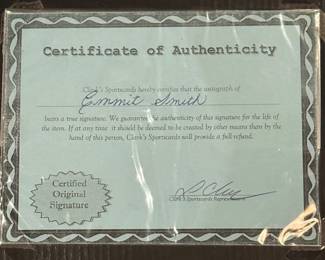 Certificate of Authenticity
Clark's Sportscards hereby certifies that the autograph of
Emmit Smith
bears a true signature. We guarantee the authenticity of this signature for the life of
the item. If at any time it should be deemed to be created by other means then by the
hand of this person, Clark's Sportscards will provide a full refund.
Certified
Original
Signature
Clark's Sportscards Representative